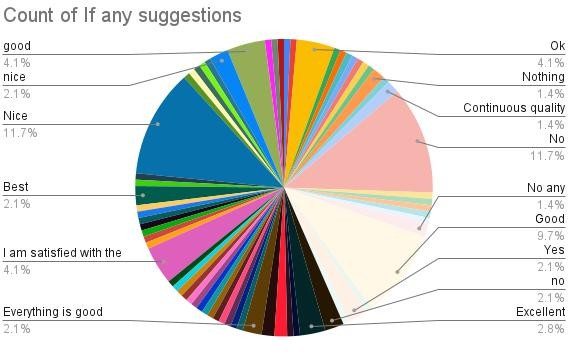 Count of If any suggestions
good
4.1%
nice
2.1%
Nice
11.7%
Best
2.1%
I am satisfied with the
4.1%
Everything is good
2.1%
Ok
4.1%
Nothing
1.4%
Continuous quality
1.4%
No
11.7%
No any
1.4%
Good
9.7%
Yes
2.1%
no
2.1%
Excellent
2.8%